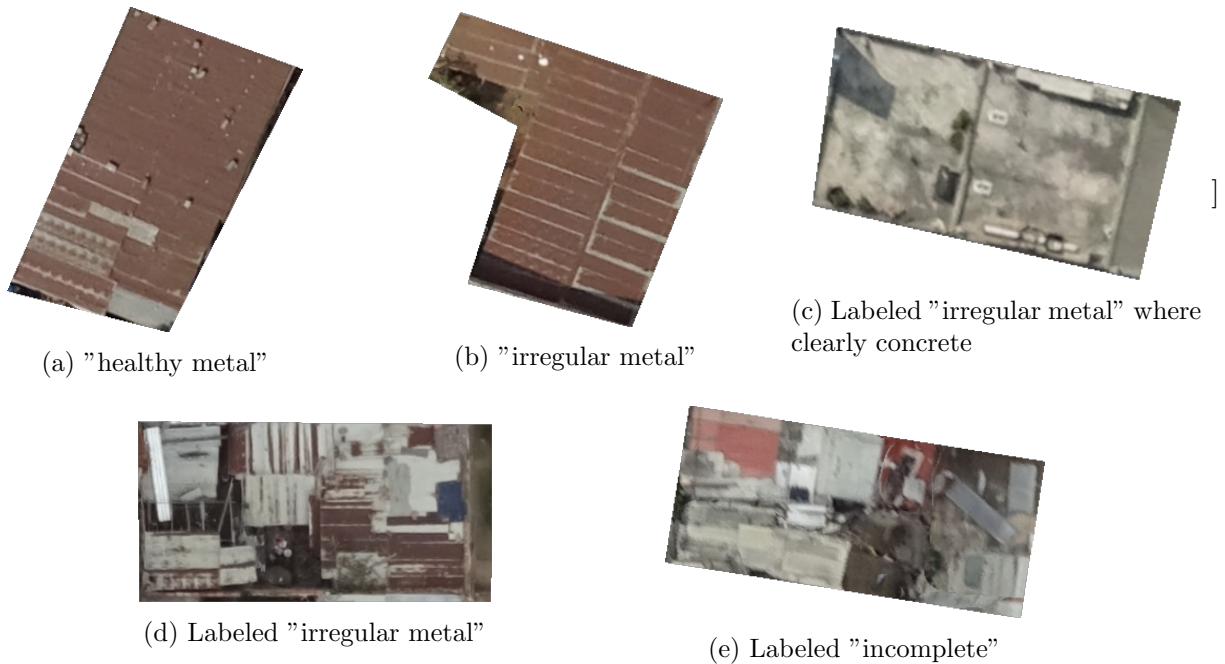 ]
(a) "healthy metal"
(b) "irregular metal"
(c) Labeled "irregular metal" where
clearly concrete
(d) Labeled "irregular metal"
(e) Labeled "incomplete"